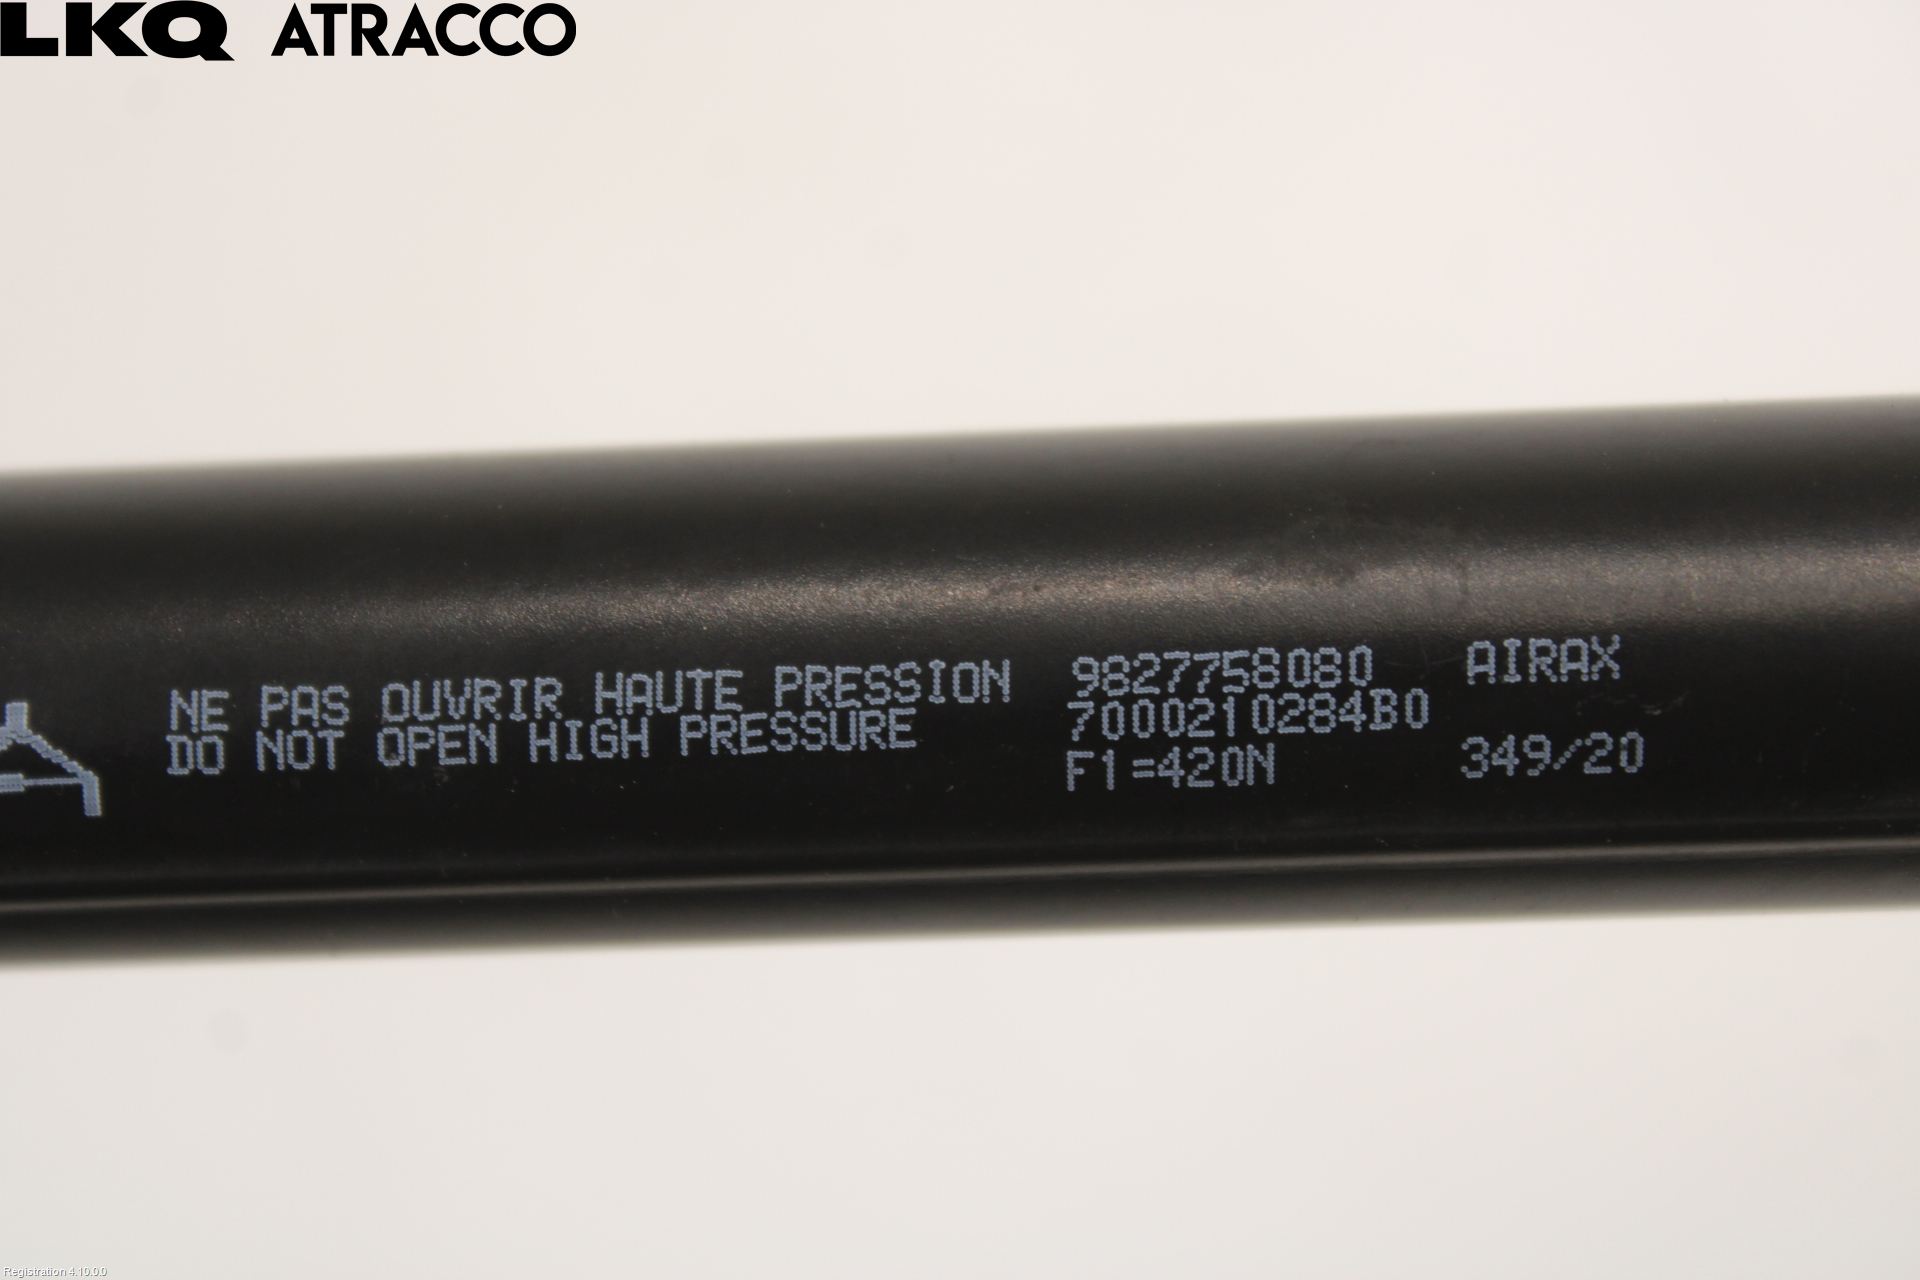 LKQ ATRACCO
NE PAS OUVRIR HAUTE PRESSION
DO NOT OPEN HIGH PRESSURE
9827758080
7000210284B0
F1=420N
AIRAX
349/20
Registration 4.10.0.0